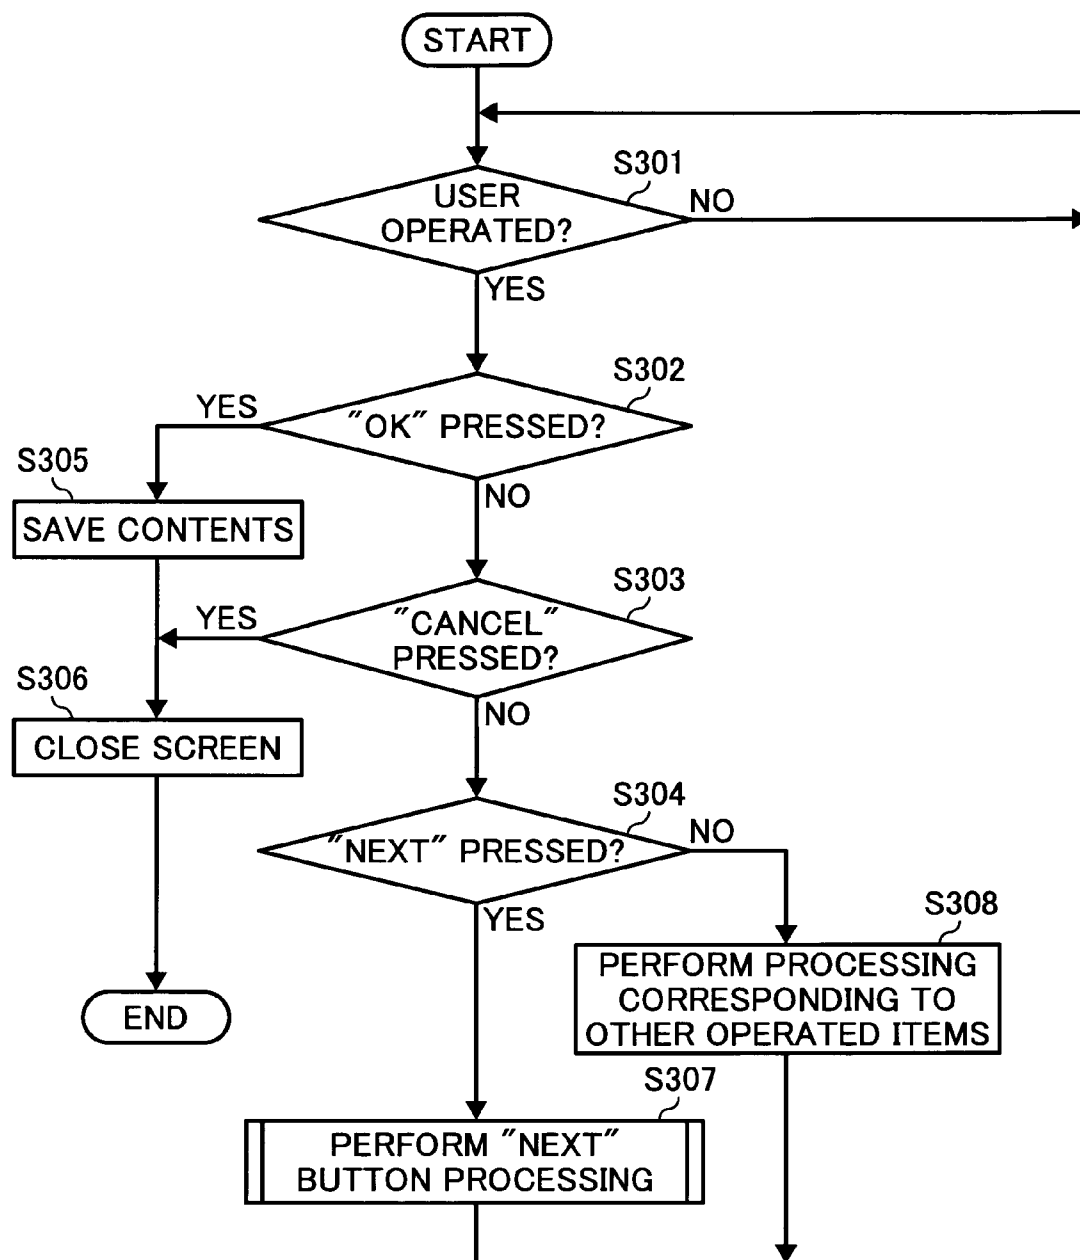 START
S301
USER
OPERATED?
NO
YES
S302
YES
"OK" PRESSED?
S305
NO
SAVE CONTENTS
S303
YES
"CANCEL"
PRESSED?
S306
NO
CLOSE SCREEN
S304
NO
"NEXT" PRESSED?
YES
S308
PERFORM PROCESSING
CORRESPONDING TO
OTHER OPERATED ITEMS
END
S307
PERFORM "NEXT"
BUTTON PROCESSING